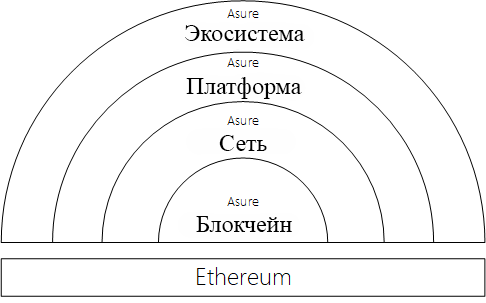 Asure
Экосистема
Asure
Платформа
Asure
Сеть
Asure
Блокчейн
Ethereum